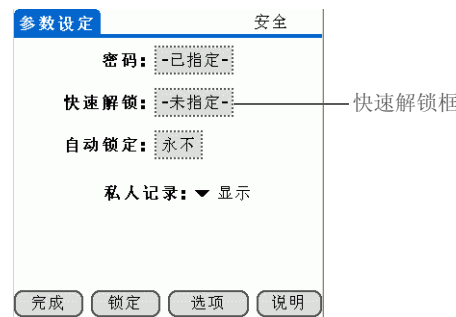 参数设定 安全
密码: -已指定-
快速解锁: -未指定- 快速解锁框
自动锁定: 永不
私人记录: 显示
完成 锁定 选项 说明